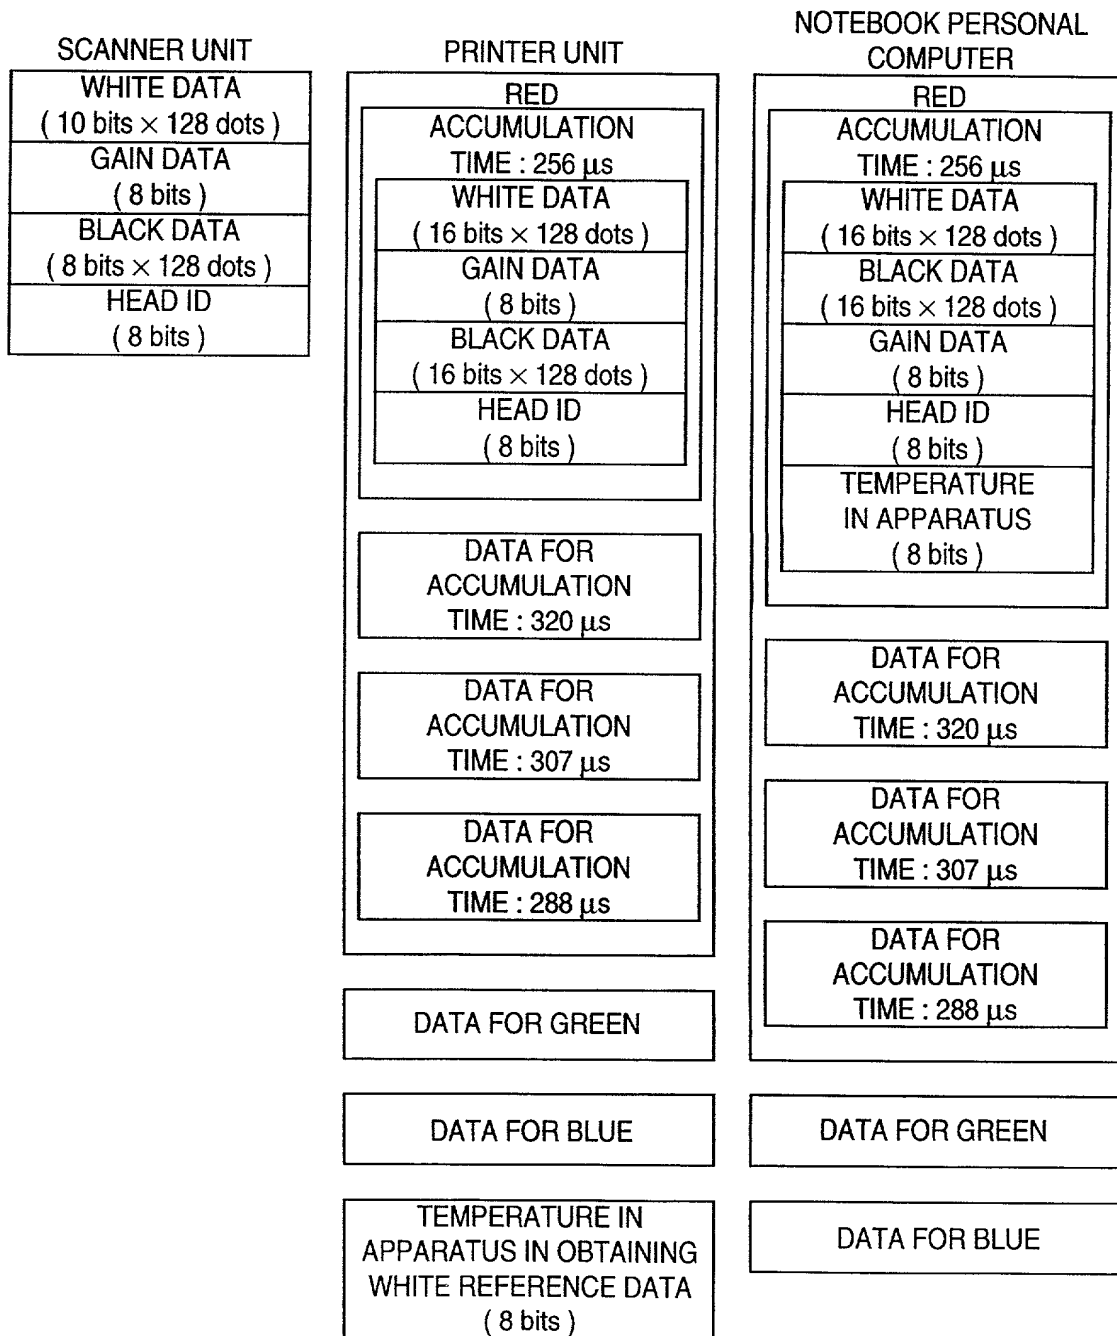 SCANNER UNIT
WHITE DATA
( 10 bits × 128 dots )
GAIN DATA
( 8 bits )
BLACK DATA
( 8 bits × 128 dots )
HEAD ID
( 8 bits )
PRINTER UNIT
RED
ACCUMULATION
TIME : 256 µs
WHITE DATA
( 16 bits × 128 dots )
GAIN DATA
( 8 bits )
BLACK DATA
( 16 bits × 128 dots )
HEAD ID
( 8 bits )
DATA FOR
ACCUMULATION
TIME : 320 µs
DATA FOR
ACCUMULATION
TIME : 307 µs
DATA FOR
ACCUMULATION
TIME : 288 µs
DATA FOR GREEN
DATA FOR BLUE
TEMPERATURE IN
APPARATUS IN OBTAINING
WHITE REFERENCE DATA
( 8 bits )
NOTEBOOK PERSONAL
COMPUTER
RED
ACCUMULATION
TIME : 256 µs
WHITE DATA
( 16 bits × 128 dots )
BLACK DATA
( 16 bits × 128 dots )
GAIN DATA
( 8 bits )
HEAD ID
( 8 bits )
TEMPERATURE
IN APPARATUS
( 8 bits )
DATA FOR
ACCUMULATION
TIME : 320 µs
DATA FOR
ACCUMULATION
TIME : 307 µs
DATA FOR
ACCUMULATION
TIME : 288 µs
DATA FOR GREEN
DATA FOR BLUE